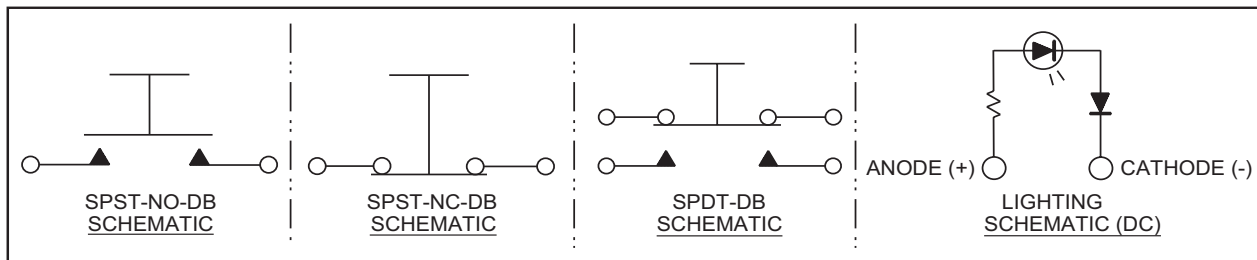 SPST-NO-DB
SCHEMATIC
SPST-NC-DB
SCHEMATIC
SPDT-DB
SCHEMATIC
ANODE (+)
CATHODE (-)
LIGHTING
SCHEMATIC (DC)